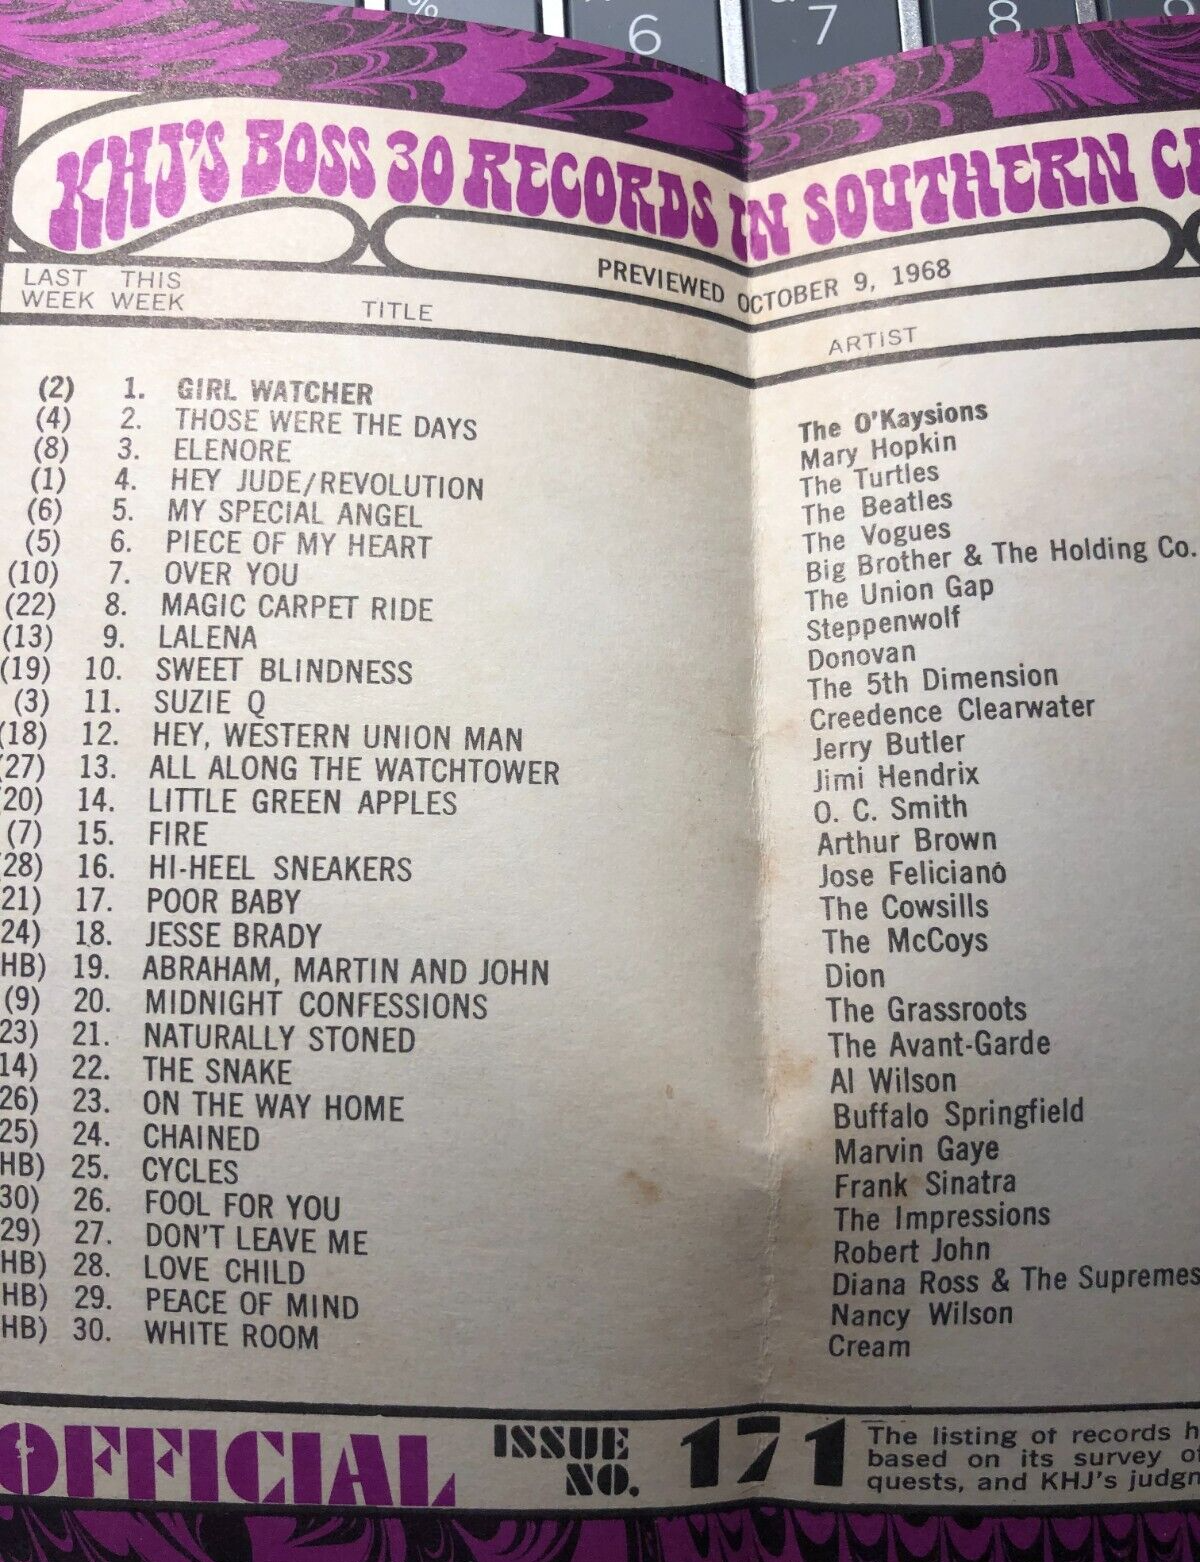 %
6
7
8
KHJ'S BOSS 30 RECORDS IN SOUTHERN
PREVIEWED OCTOBER 9, 1968
LAST WEEK THIS WEEK TITLE ARTIST
(2) 1. GIRL WATCHER The O'Kaysions
(4) 2. THOSE WERE THE DAYS Mary Hopkin
(8) 3. ELENORE The Turtles
(1) 4. HEY JUDE/REVOLUTION The Beatles
(6) 5. MY SPECIAL ANGEL The Vogues
(5) 6. PIECE OF MY HEART Big Brother & The Holding Co.
(10) 7. OVER YOU The Union Gap
(22) 8. MAGIC CARPET RIDE Steppenwolf
(13) 9. LALENA Donovan
(19) 10. SWEET BLINDNESS The 5th Dimension
(3) 11. SUZIE Q Creedence Clearwater
(18) 12. HEY, WESTERN UNION MAN Jerry Butler
(27) 13. ALL ALONG THE WATCHTOWER Jimi Hendrix
(20) 14. LITTLE GREEN APPLES O. C. Smith
(7) 15. FIRE Arthur Brown
(28) 16. HI-HEEL SNEAKERS Jose Feliciano
21) 17. POOR BABY The Cowsills
24) 18. JESSE BRADY The McCoys
HB) 19. ABRAHAM, MARTIN AND JOHN Dion
(9) 20. MIDNIGHT CONFESSIONS The Grassroots
23) 21. NATURALLY STONED The Avant-Garde
14) 22. THE SNAKE Al Wilson
26) 23. ON THE WAY HOME Buffalo Springfield
25) 24. CHAINED Marvin Gaye
HB) 25. CYCLES Frank Sinatra
30) 26. FOOL FOR YOU The Impressions
29) 27. DON'T LEAVE ME Robert John
HB) 28. LOVE CHILD Diana Ross & The Supremes
HB) 29. PEACE OF MIND Nancy Wilson
HB) 30. WHITE ROOM Cream
OFFICIAL ISSUE NO. 171
The listing of records h
based on its survey o
quests, and KHJ's judgm